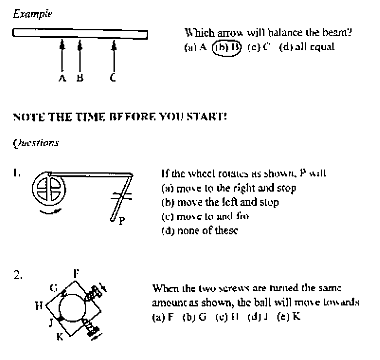 Example
Which arrow will balance the beam?
(a) A (b) B (c) C (d) all equal
A B C
NOTE THE TIME BEFORE YOU START!
Questions
1.
If the wheel rotates as shown, P will
(a) move to the right and stop
(b) move the left and stop
(c) move to and fro
(d) none of these
P
2.
F
G
H
J
K
When the two screws are turned the same
amount as shown, the ball will move towards
(a) F (b) G (c) H (d) J (e) K